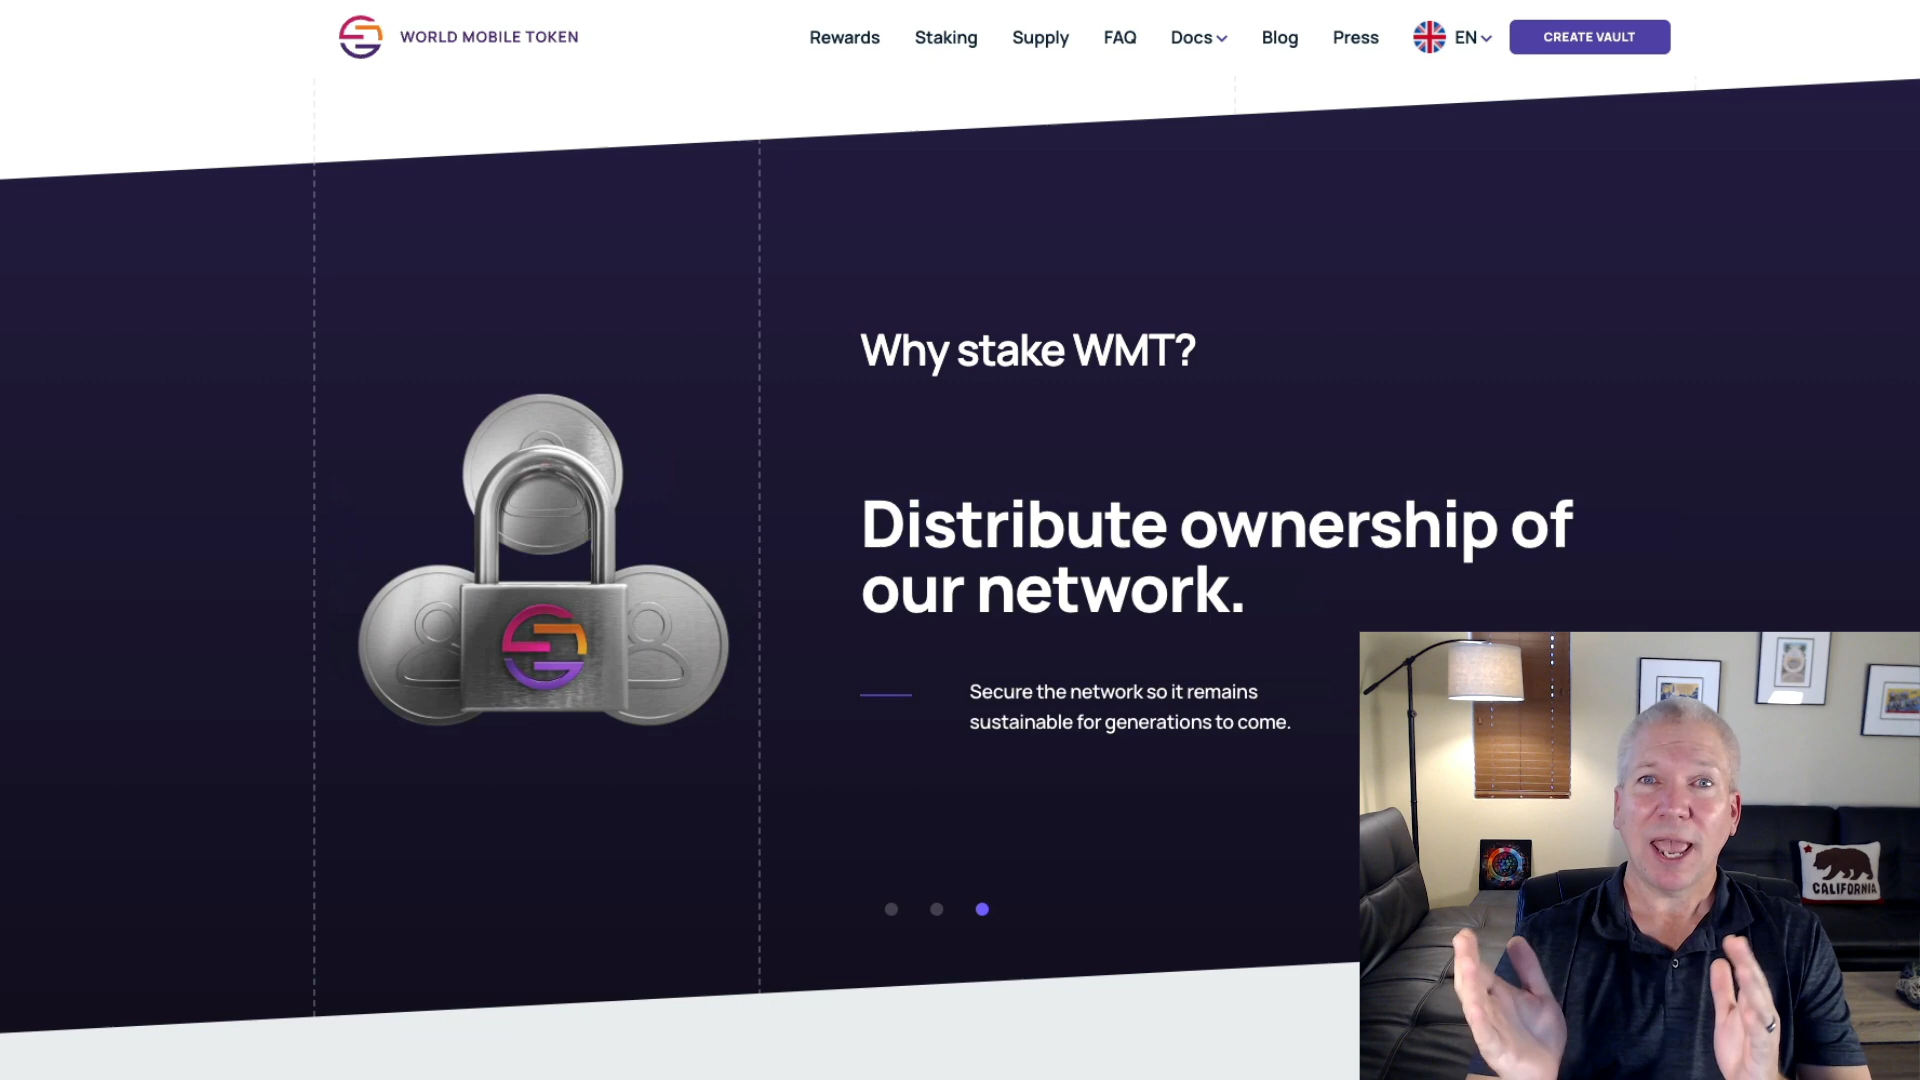 WORLD MOBILE TOKEN
Rewards
Staking
Supply
FAQ
Docs
Blog
Press
EN
CREATE VAULT
Why stake WMT?
Distribute ownership of
our network.
Secure the network so it remains
sustainable for generations to come.
CALIFORNIA